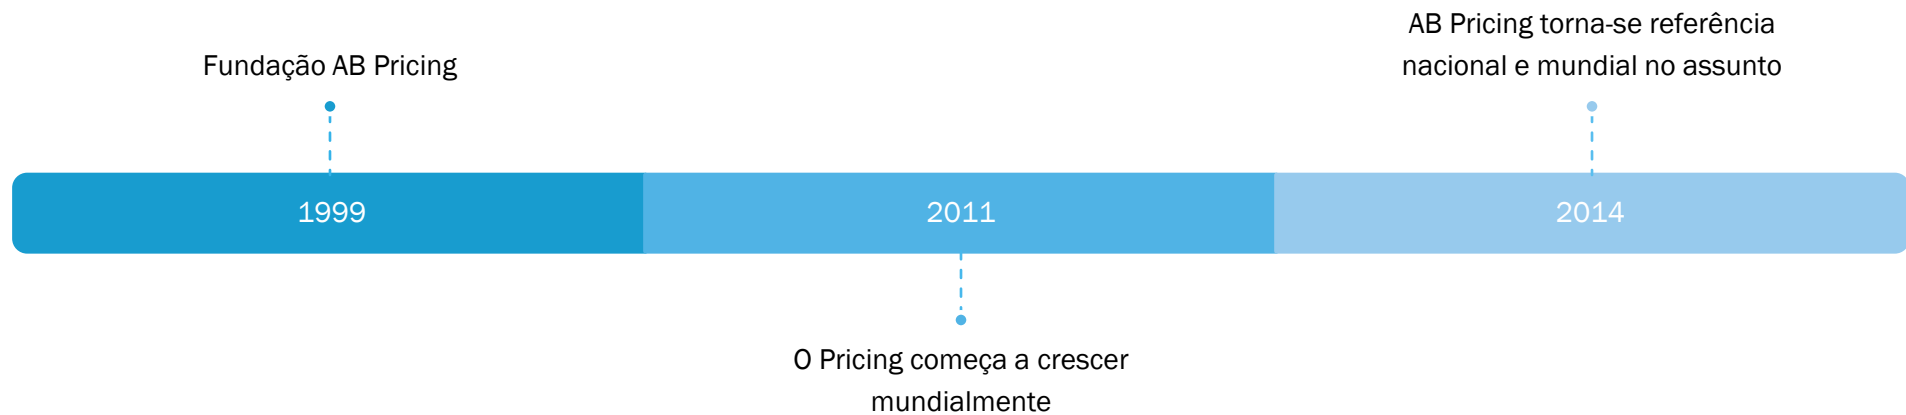 Fundação AB Pricing
AB Pricing torna-se referência
nacional e mundial no assunto
1999
2011
2014
O Pricing começa a crescer
mundialmente